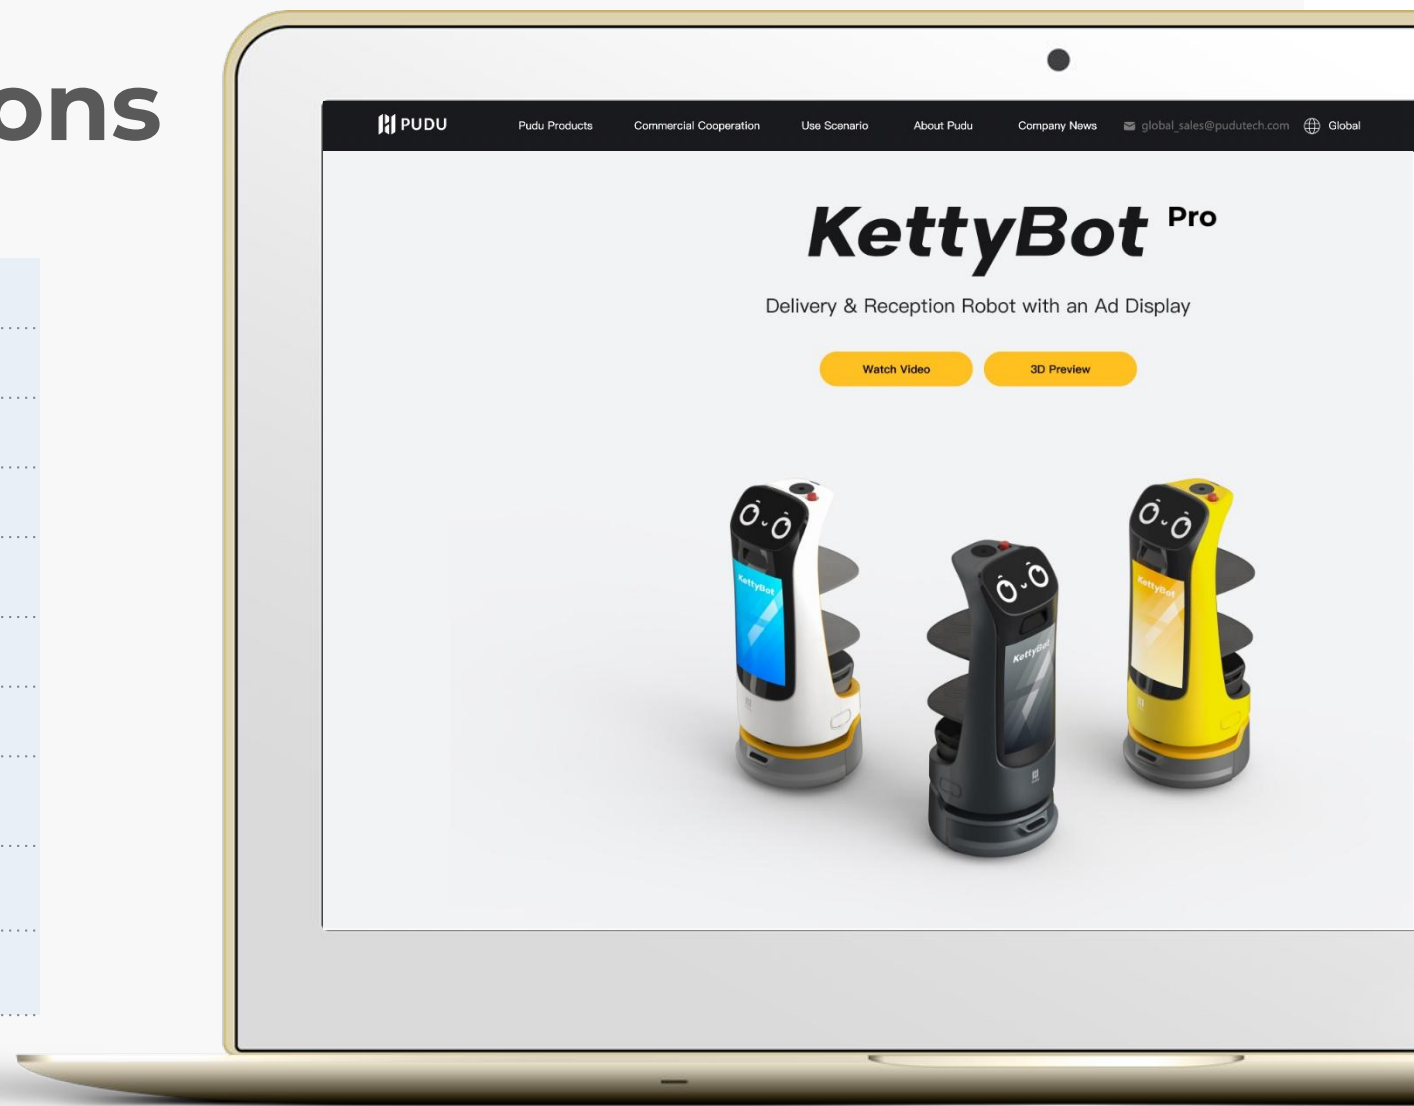 ons
PUDU
Pudu Products
Commercial Cooperation
Use Scenario
About Pudu
Company News
global_sales@pudutech.com
Global
KettyBot Pro
Delivery & Reception Robot with an Ad Display
Watch Video
3D Preview
KettyBot
KettyBot
KettyBot